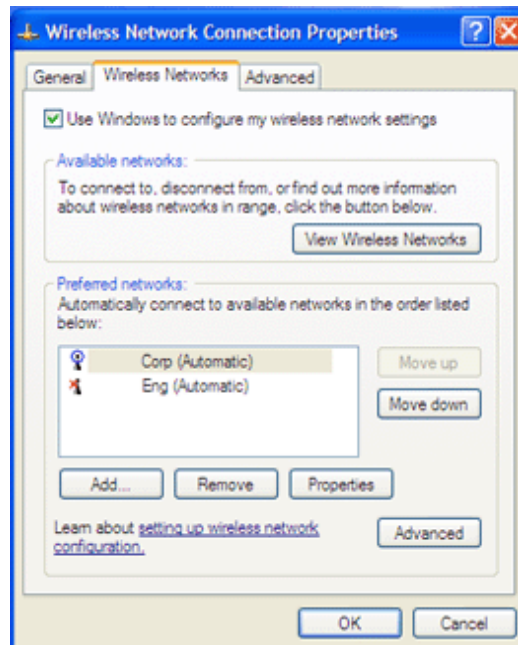 Wireless Network Connection Properties
General Wireless Networks Advanced
Use Windows to configure my wireless network settings
Available networks:
To connect to, disconnect from, or find out more information
about wireless networks in range, click the button below.
View Wireless Networks
Preferred networks:
Automatically connect to available networks in the order listed
below:
Corp (Automatic)
Move up
Eng (Automatic)
Move down
Add... Remove Properties
Learn about setting up wireless network
configuration.
Advanced
OK Cancel